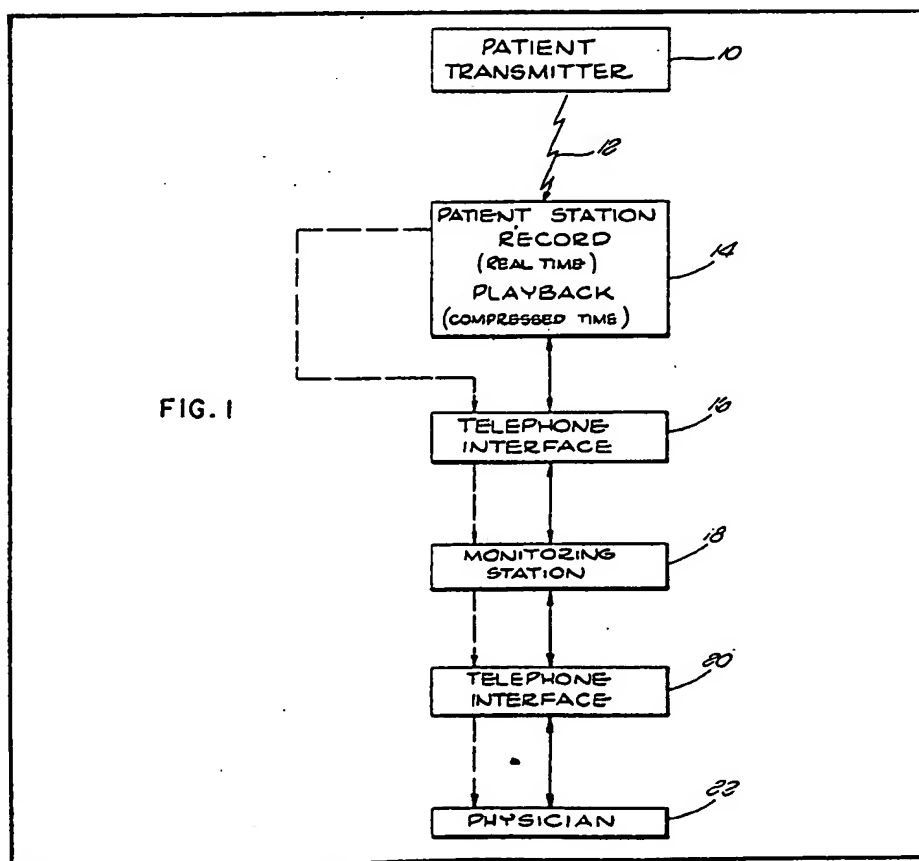 PATIENT
TRANSMITTER
10
12
PATIENT STATION
RECORD
(REAL TIME)
PLAYBACK
(COMPRESSED TIME)
14
FIG. 1
TELEPHONE
INTERFACE
16
MONITORING
STATION
18
TELEPHONE
INTERFACE
20
PHYSICIAN
22